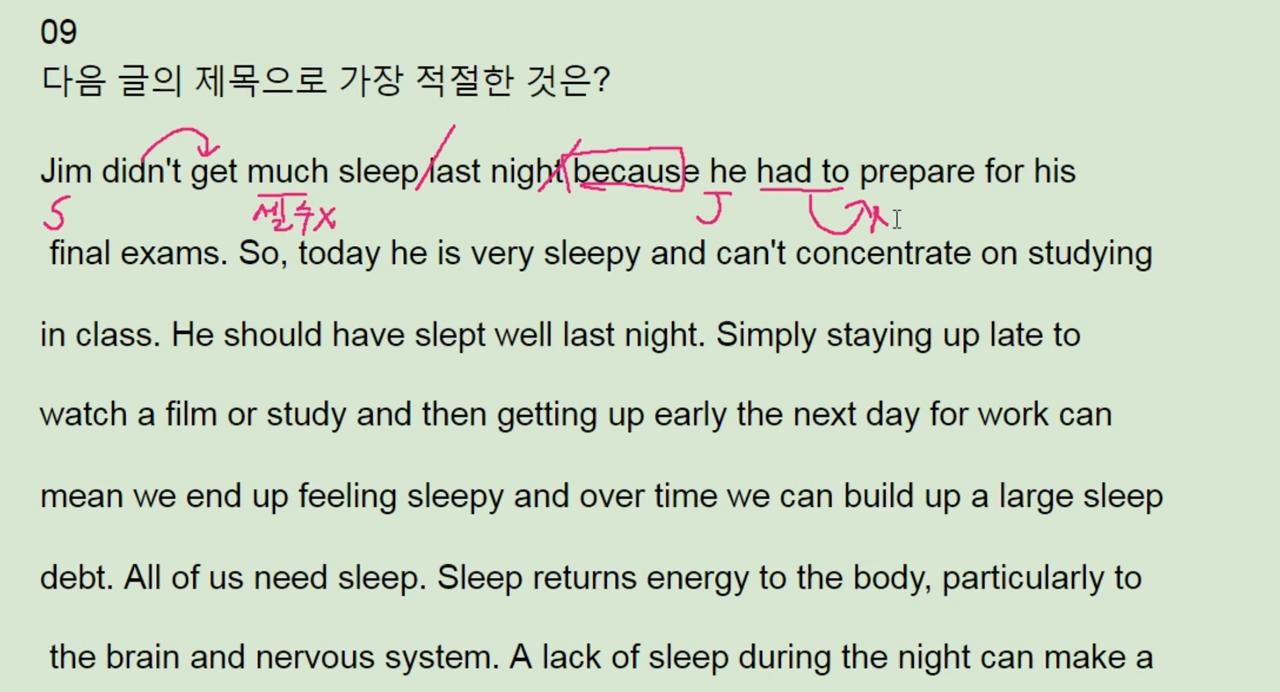 09
다음 글의 제목으로 가장 적절한 것은?
Jim didn't get much sleep last night because he had to prepare for his
S 셀수X J
final exams. So, today he is very sleepy and can't concentrate on studying
in class. He should have slept well last night. Simply staying up late to
watch a film or study and then getting up early the next day for work can
mean we end up feeling sleepy and over time we can build up a large sleep
debt. All of us need sleep. Sleep returns energy to the body, particularly to
the brain and nervous system. A lack of sleep during the night can make a